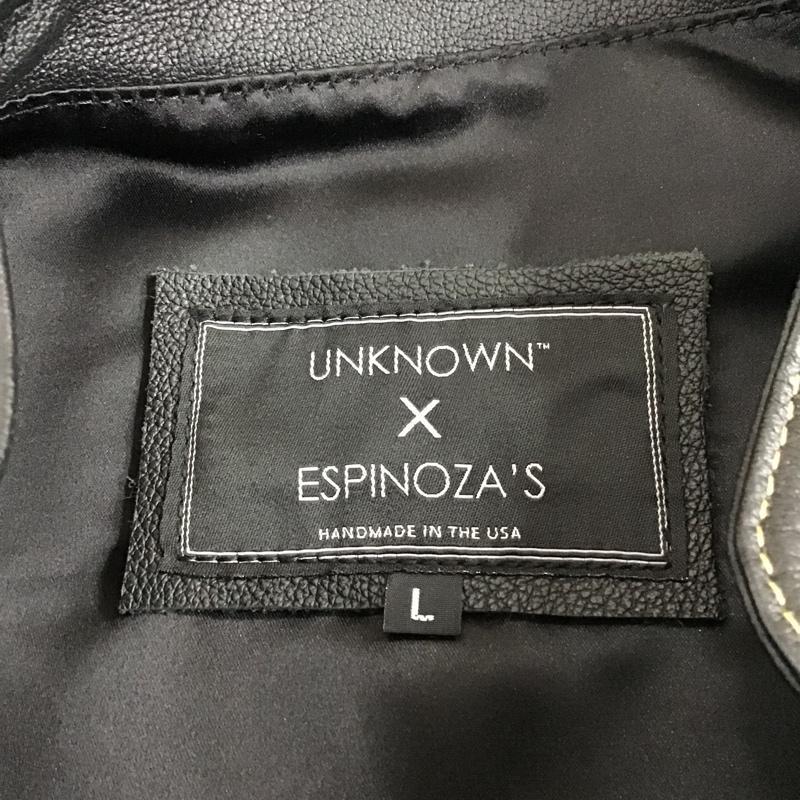 UNKNOWN™
X
ESPINOZA'S
HANDMADE IN THE USA
L